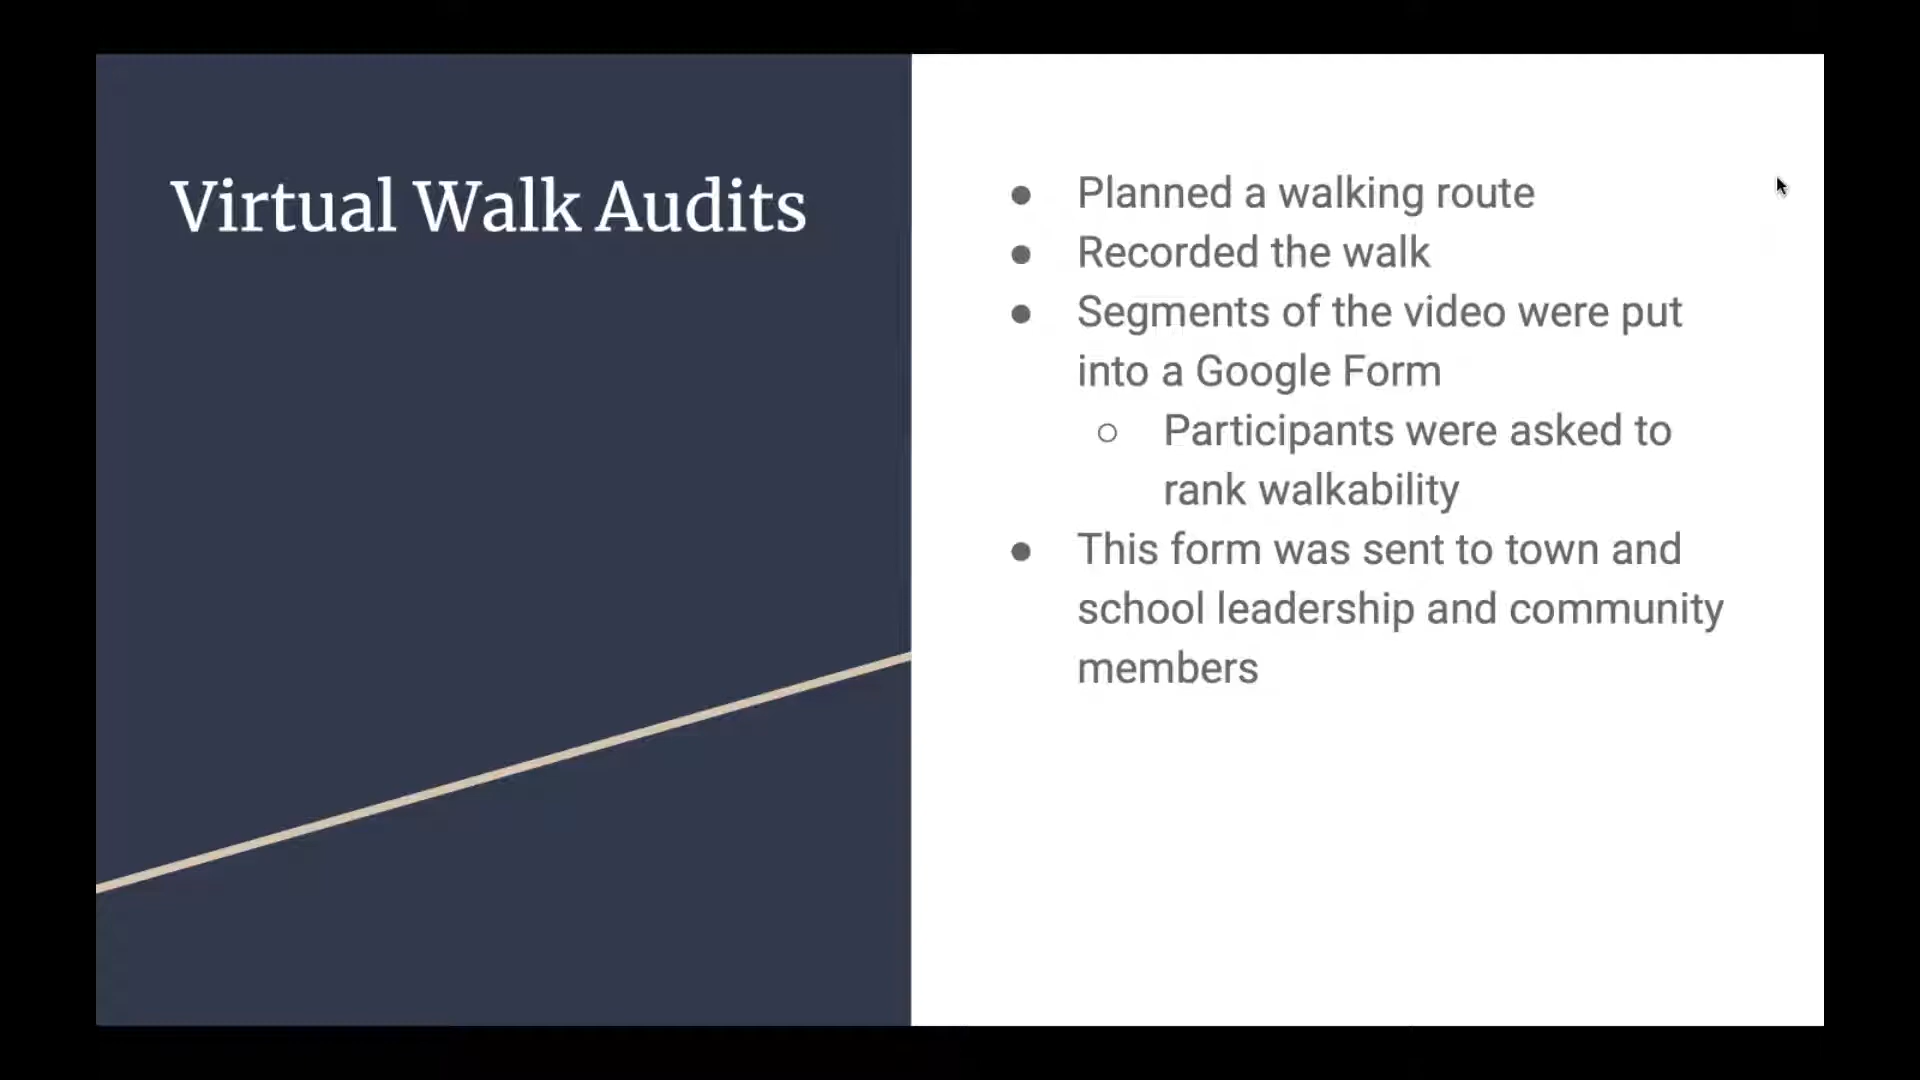 Virtual Walk Audits
● Planned a walking route
● Recorded the walk
● Segments of the video were put
into a Google Form
○ Participants were asked to
rank walkability
● This form was sent to town and
school leadership and community
members